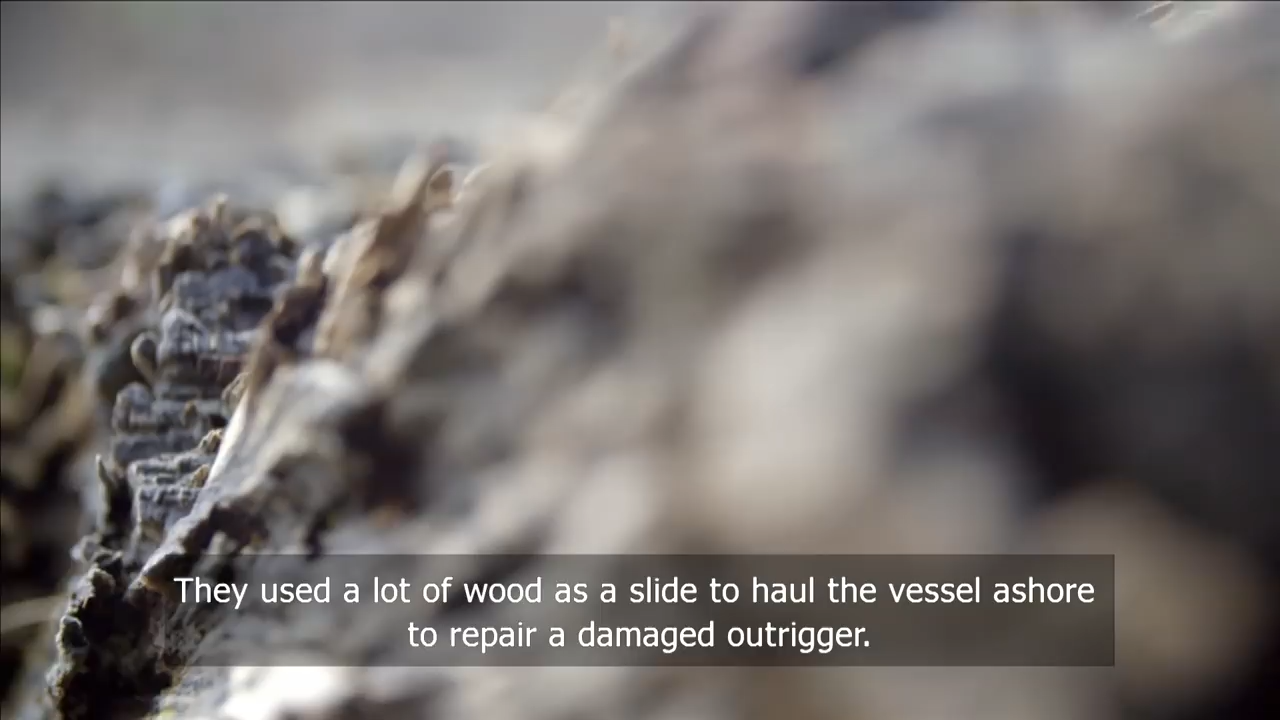 They used a lot of wood as a slide to haul the vessel ashore
to repair a damaged outrigger.